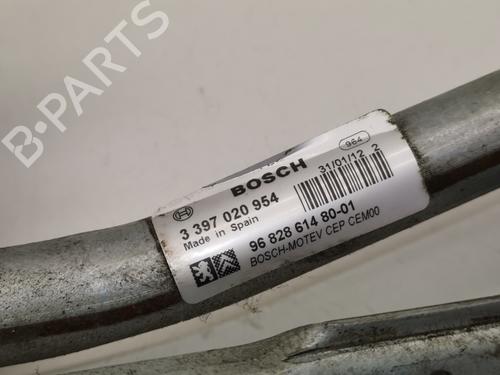 B-PARTS
BOSCH
964
3 397 020 954
31/01/12 2
Made in Spain
96 828 614 80-01
BOSCH-MOTEV CEP CEM00